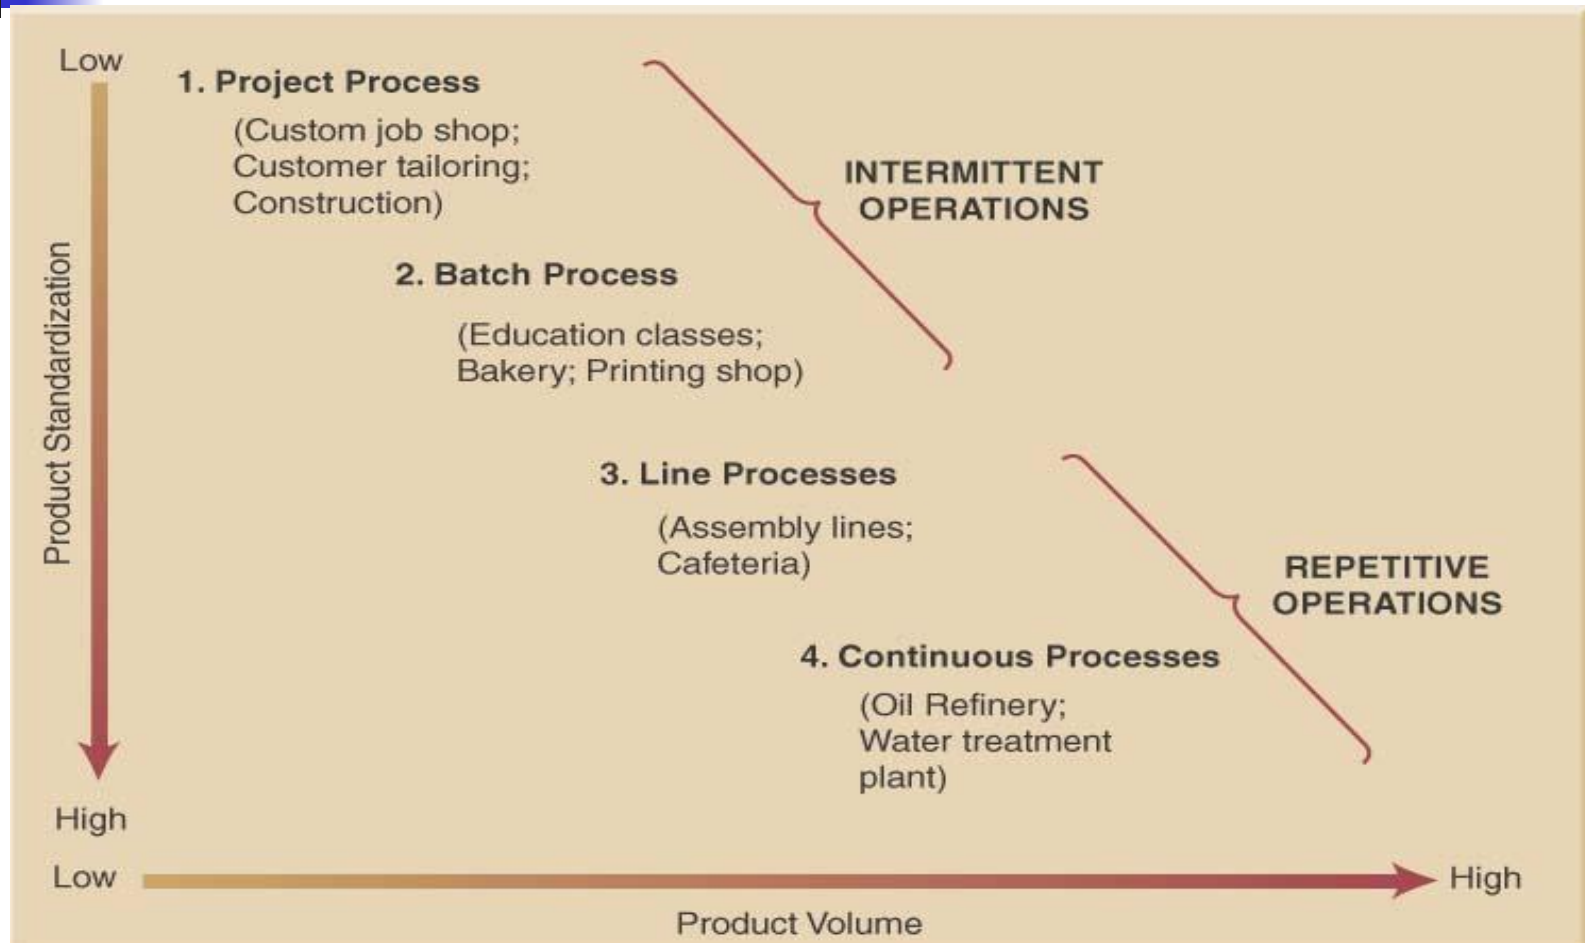 Low
1. Project Process
(Custom job shop;
Customer tailoring;
Construction)
INTERMITTENT
OPERATIONS
2. Batch Process
(Education classes;
Bakery; Printing shop)
Product Standardization
3. Line Processes
(Assembly lines;
Cafeteria)
REPETITIVE
OPERATIONS
4. Continuous Processes
(Oil Refinery;
Water treatment
plant)
High
Low
High
Product Volume